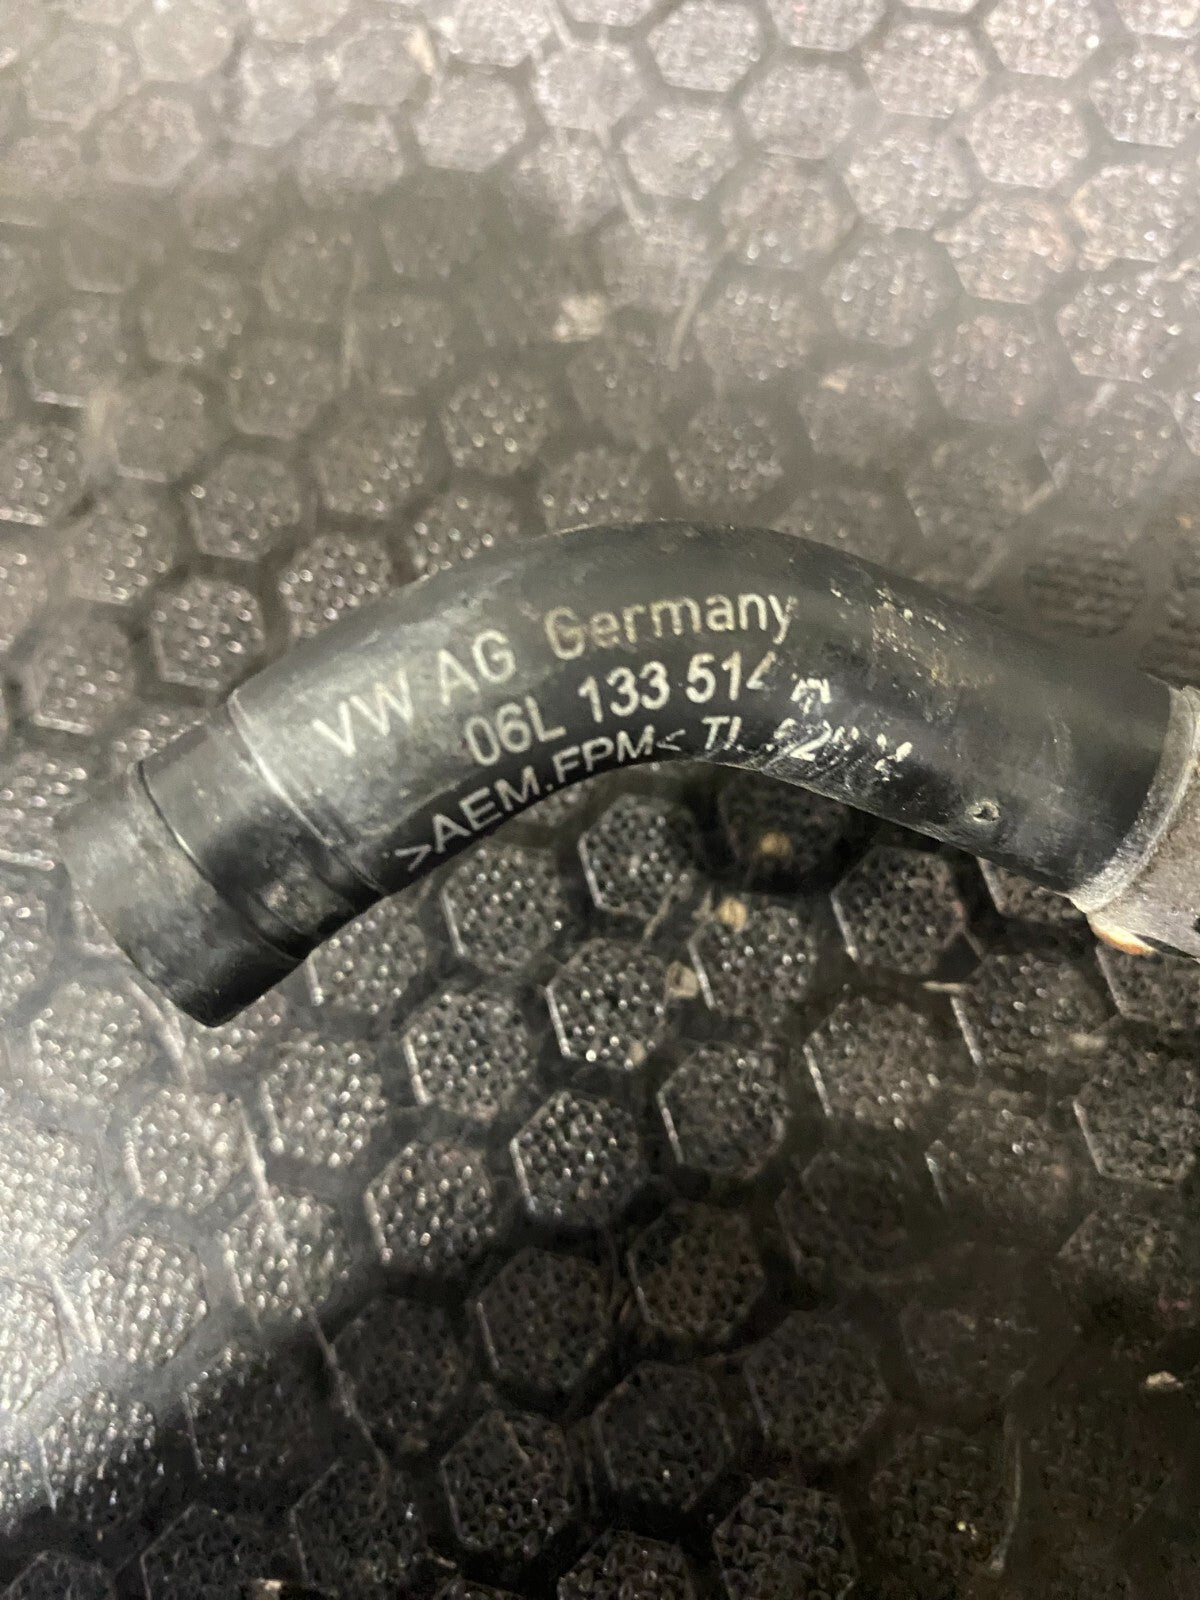 VW AG Germany
06L 133 514
>AEM.FPM<